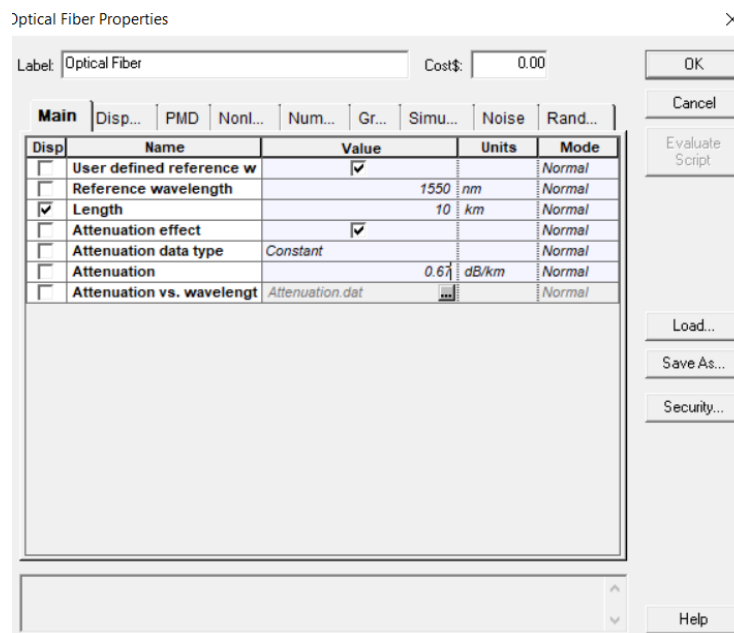 Optical Fiber Properties
Label: Optical Fiber Cost$: 0.00 OK
Cancel
Evaluate Script
Main Disp... PMD Nonl... Num... Gr... Simu... Noise Rand...
Disp Name Value Units Mode
User defined reference w Normal
Reference wavelength 1550 nm Normal
Length 10 km Normal
Attenuation effect Normal
Attenuation data type Constant Normal
Attenuation 0.67 dB/km Normal
Attenuation vs. wavelengt Attenuation.dat ... Normal
Load...
Save As...
Security...
Help